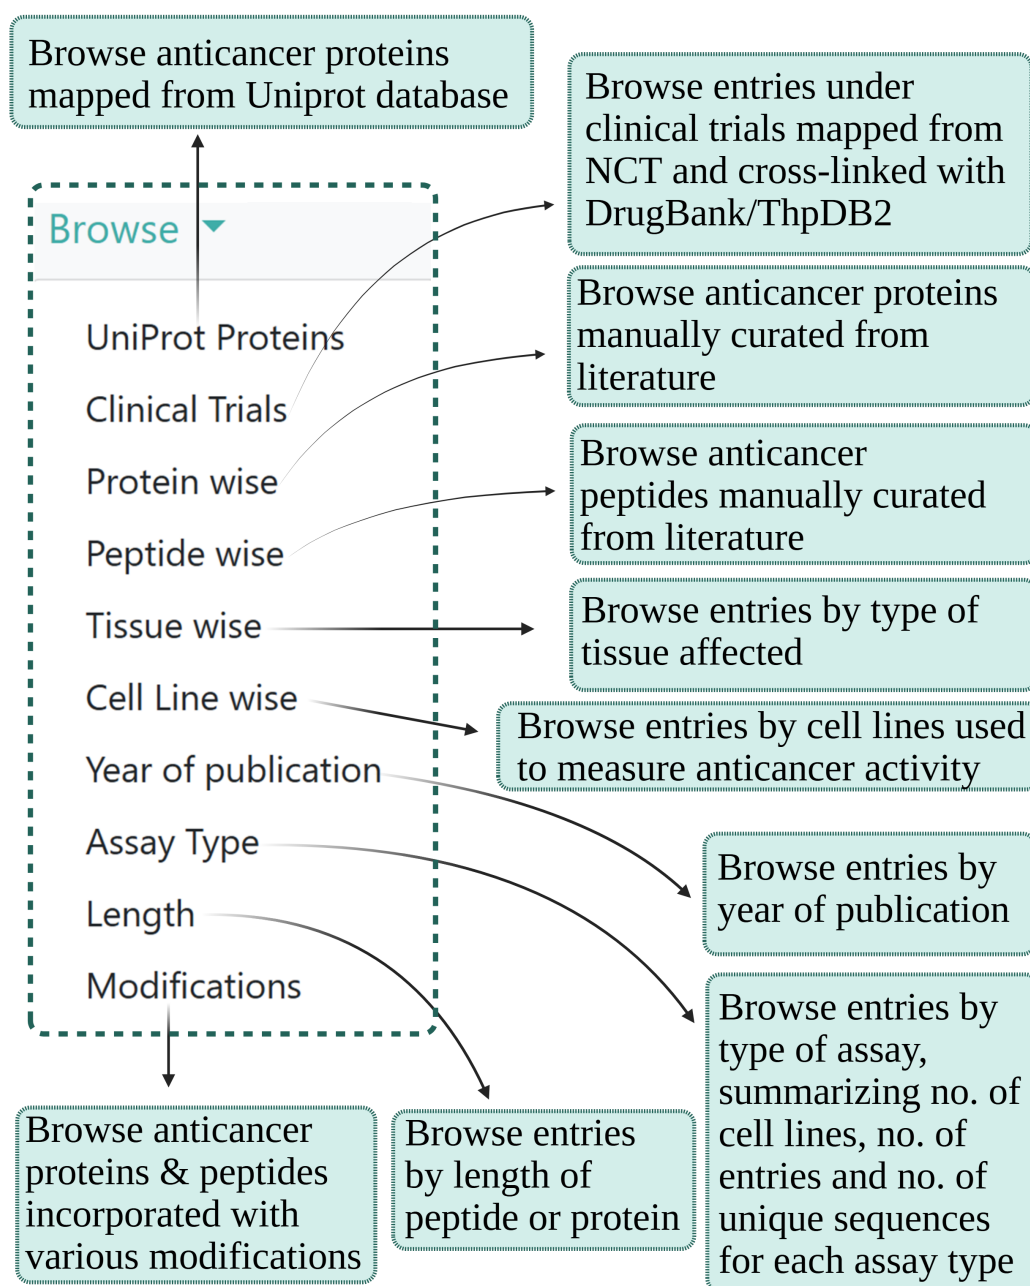 Browse anticancer proteins
mapped from Uniprot database
Browse entries under
clinical trials mapped from
NCT and cross-linked with
DrugBank/ThpDB2
Browse
UniProt Proteins
Clinical Trials
Protein wise
Peptide wise
Tissue wise
Cell Line wise
Year of publication
Assay Type
Length
Modifications
Browse anticancer proteins
manually curated from
literature
Browse anticancer
peptides manually curated
from literature
Browse entries by type of
tissue affected
Browse entries by cell lines used
to measure anticancer activity
Browse entries by
year of publication
Browse entries by
type of assay,
summarizing no. of
cell lines, no. of
entries and no. of
unique sequences
for each assay type
Browse entries
by length of
peptide or protein
Browse anticancer
proteins & peptides
incorporated with
various modifications